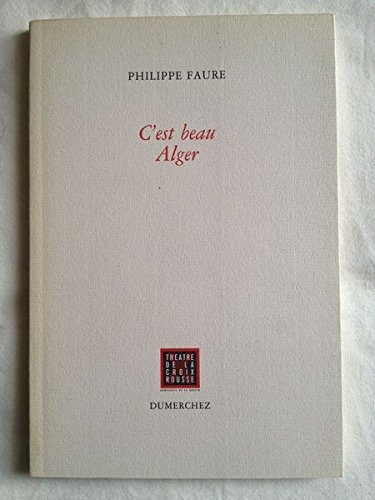 PHILIPPE FAURE
C'est beau
Alger
THEATRE
DE LA
CROIX
ROUSSE
DUMERCHEZ